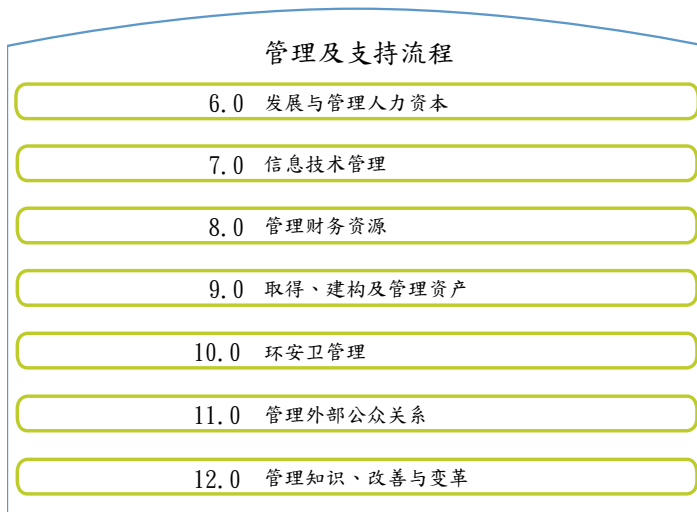 管理及支持流程
6.0 发展与管理人力资本
7.0 信息技术管理
8.0 管理财务资源
9.0 取得、建构及管理资产
10.0 环安卫管理
11.0 管理外部公众关系
12.0 管理知识、改善与变革